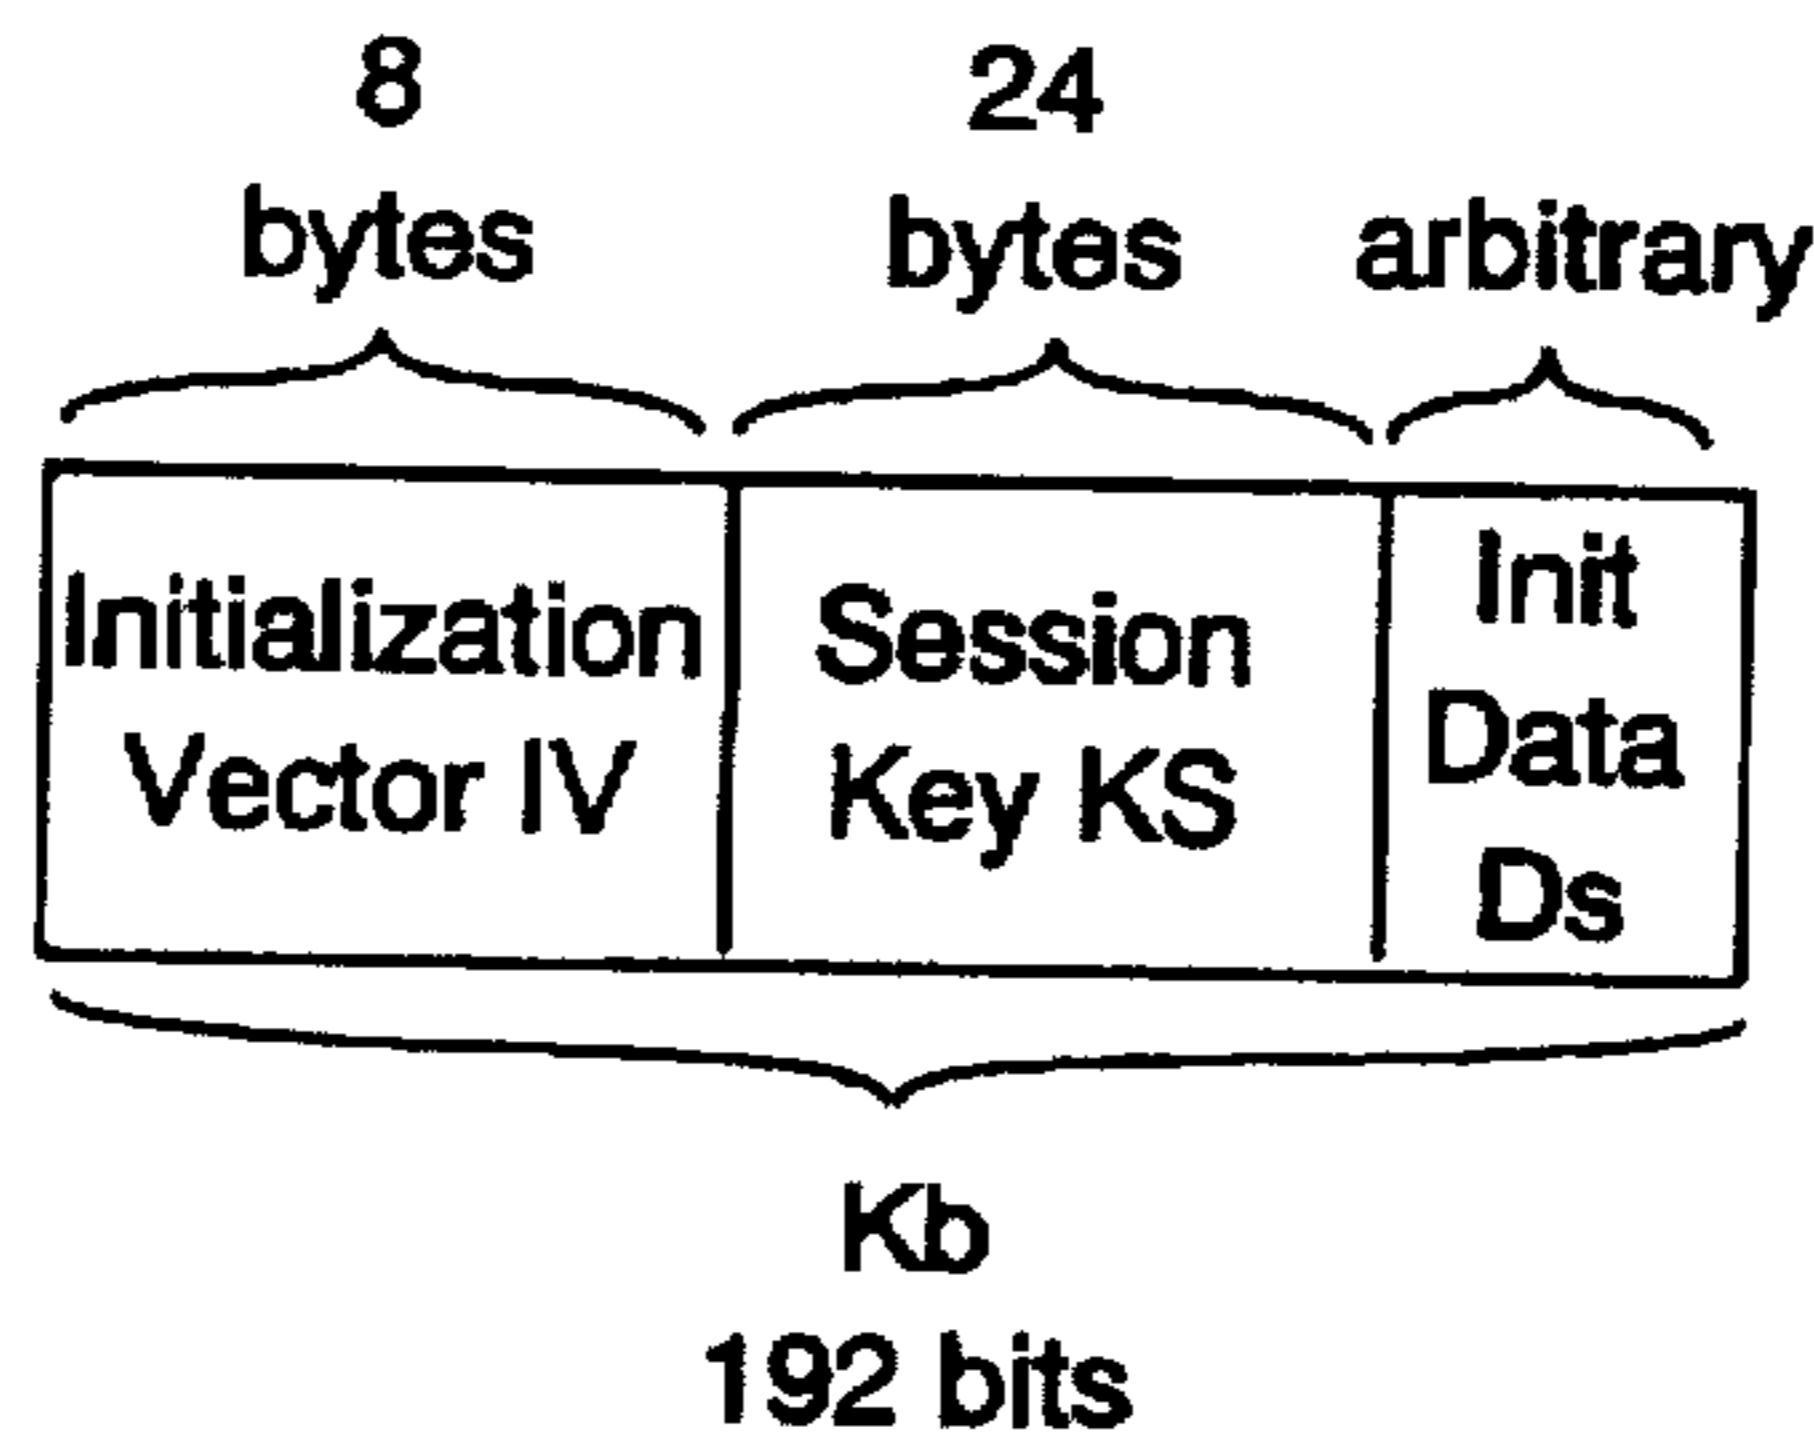 8
bytes
24
bytes
arbitrary
Initialization
Vector IV
Session
Key KS
Init
Data
Ds
Kb
192 bits